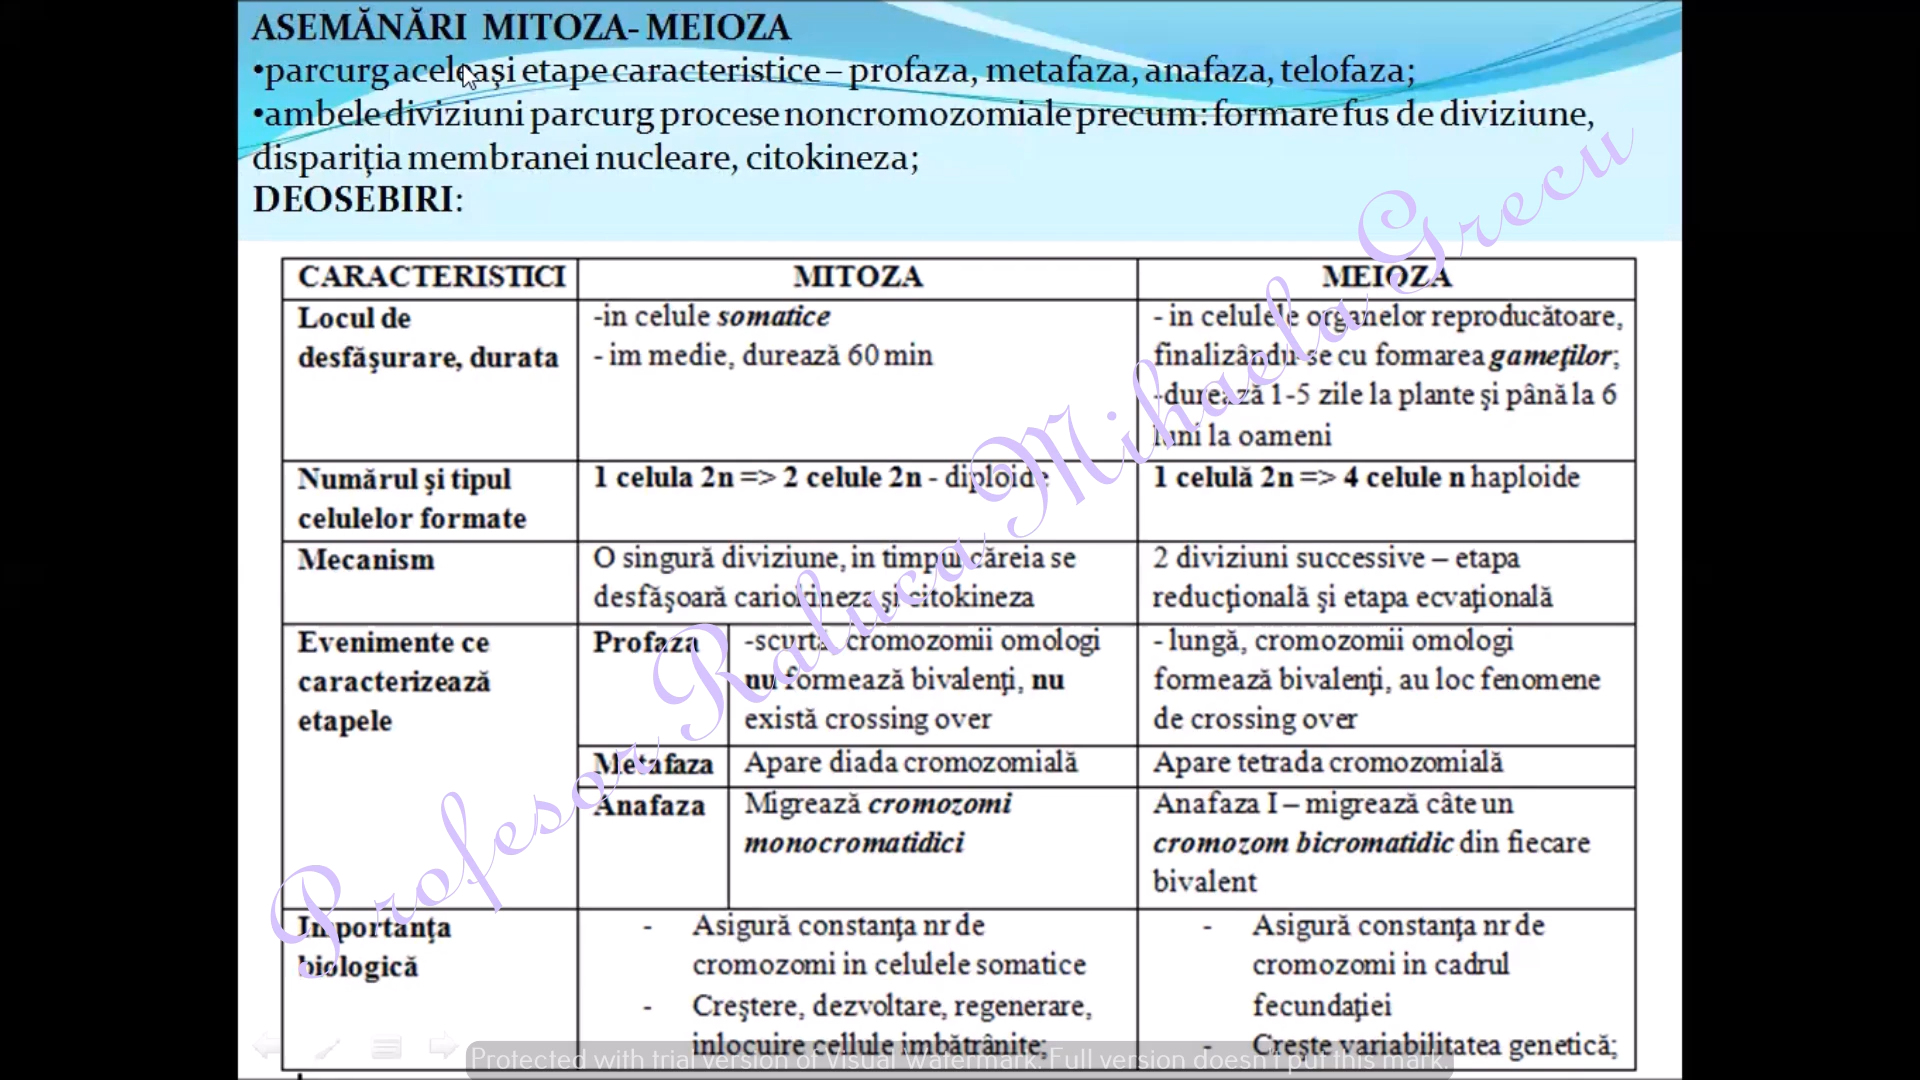 ASEMĂNĂRI MITOZA- MEIOZA
•parcurg aceleași etape caracteristice – profaza, metafaza, anafaza, telofaza;
•ambele diviziuni parcurg procese noncromozomiale precum: formare fus de diviziune,
dispariția membranei nucleare, citokineza;
DEOSEBIRI:
CARACTERISTICI MITOZA MEIOZA
Locul de
desfăşurare, durata
-in celule somatice
- im medie, durează 60 min
- in celulele organelor reproducătoare,
finalizându-se cu formarea gameţilor;
-durează 1-5 zile la plante şi până la 6
luni la oameni
Numărul şi tipul
celulelor formate
1 celula 2n => 2 celule 2n - diploide
1 celulă 2n => 4 celule n haploide
Mecanism
O singură diviziune, in timpul căreia se
desfăşoară cariokineza şi citokineza
2 diviziuni successive – etapa
reducţională şi etapa ecvaţională
Evenimente ce
caracterizează
etapele
Profaza
-scurtă, cromozomii omologi
nu formează bivalenţi, nu
există crossing over
- lungă, cromozomii omologi
formează bivalenţi, au loc fenomene
de crossing over
Metafaza
Apare diada cromozomială
Apare tetrada cromozomială
Anafaza
Migrează cromozomi
monocromatidici
Anafaza I – migrează câte un
cromozom bicromatidic din fiecare
bivalent
Importanţa
biologică
- Asigură constanţa nr de
cromozomi in celulele somatice
- Creştere, dezvoltare, regenerare,
inlocuire cellule imbătrânite;
- Asigură constanţa nr de
cromozomi in cadrul
fecundaţiei
- Creşte variabilitatea genetică;
Profesor Raluca Mihaela Grecu
Protected with trial version of Visual Watermark. Full version doesn't put this mark.